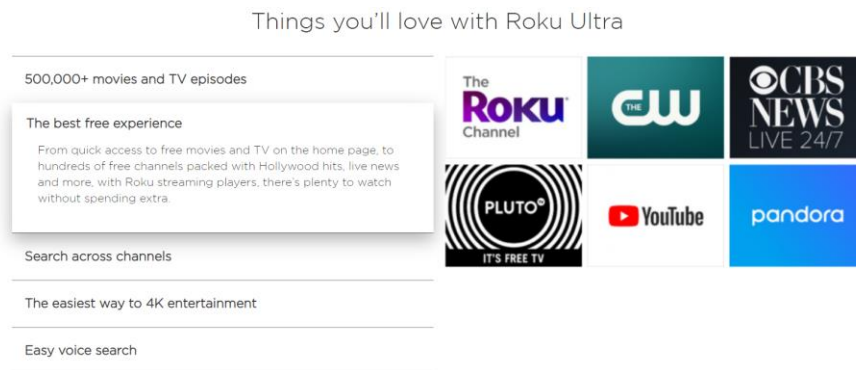 Things you'll love with Roku Ultra
500,000+ movies and TV episodes
The best free experience
From quick access to free movies and TV on the home page, to
hundreds of free channels packed with Hollywood hits, live news
and more, with Roku streaming players, there's plenty to watch
without spending extra.
Search across channels
The easiest way to 4K entertainment
Easy voice search
The
Roku
Channel
THE
CW
CBS
NEWS
LIVE 24/7
PLUTO TV
IT'S FREE TV
YouTube
pandora